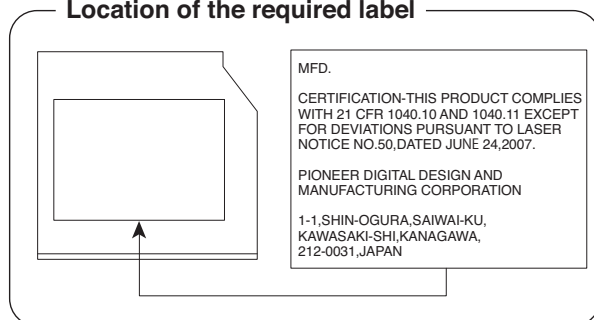 Location of the required label
MFD.
CERTIFICATION-THIS PRODUCT COMPLIES
WITH 21 CFR 1040.10 AND 1040.11 EXCEPT
FOR DEVIATIONS PURSUANT TO LASER
NOTICE NO.50,DATED JUNE 24,2007.
PIONEER DIGITAL DESIGN AND
MANUFACTURING CORPORATION
1-1,SHIN-OGURA,SAIWAI-KU,
KAWASAKI-SHI,KANAGAWA,
212-0031,JAPAN